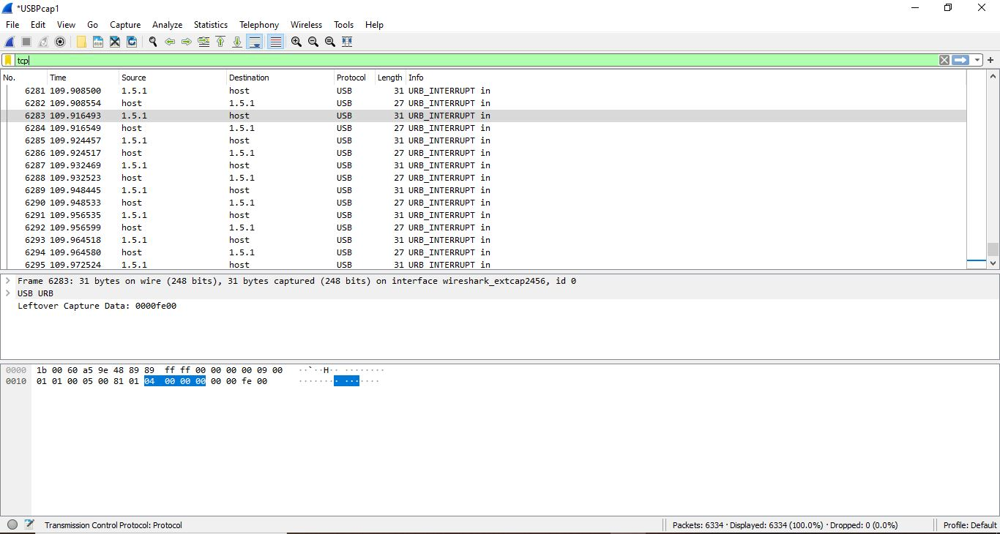 *USBPcap1
File Edit View Go Capture Analyze Statistics Telephony Wireless Tools Help
tcp
No. Time Source Destination Protocol Length Info
6281 109.908500 1.5.1 host USB 31 URB_INTERRUPT in
6282 109.908554 host 1.5.1 USB 27 URB_INTERRUPT in
6283 109.916493 1.5.1 host USB 31 URB_INTERRUPT in
6284 109.916549 host 1.5.1 USB 27 URB_INTERRUPT in
6285 109.924457 1.5.1 host USB 31 URB_INTERRUPT in
6286 109.924517 host 1.5.1 USB 27 URB_INTERRUPT in
6287 109.932469 1.5.1 host USB 31 URB_INTERRUPT in
6288 109.932523 host 1.5.1 USB 27 URB_INTERRUPT in
6289 109.948445 1.5.1 host USB 31 URB_INTERRUPT in
6290 109.948533 host 1.5.1 USB 27 URB_INTERRUPT in
6291 109.956535 1.5.1 host USB 31 URB_INTERRUPT in
6292 109.956599 host 1.5.1 USB 27 URB_INTERRUPT in
6293 109.964518 1.5.1 host USB 31 URB_INTERRUPT in
6294 109.964580 host 1.5.1 USB 27 URB_INTERRUPT in
6295 109.972524 1.5.1 host USB 31 URB_INTERRUPT in
Frame 6283: 31 bytes on wire (248 bits), 31 bytes captured (248 bits) on interface wireshark_extcap2456, id 0
USB URB
Leftover Capture Data: 0000fe00
0000 1b 00 60 a5 9e 48 89 89 ff ff 00 00 00 00 09 00 ··`··H·· ········
0010 01 01 00 05 00 81 01 04 00 00 00 00 00 fe 00 ········ ·······
Transmission Control Protocol: Protocol
Packets: 6334 · Displayed: 6334 (100.0%) · Dropped: 0 (0.0%)
Profile: Default